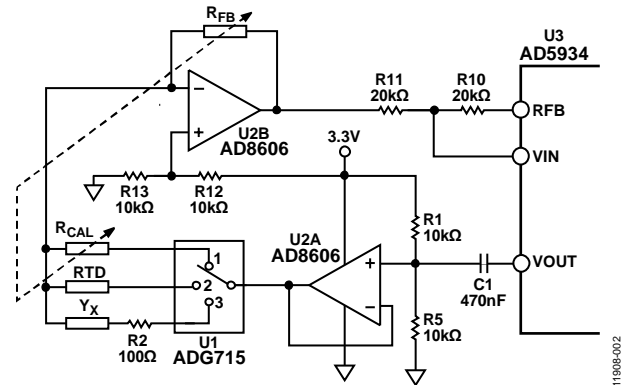 RFB
U3
AD5934
R11
20kΩ
R10
20kΩ
RFB
−
+
U2B
AD8606
VIN
3.3V
R13
10kΩ
R12
10kΩ
R1
10kΩ
RCAL
U2A
AD8606
+
−
VOUT
C1
470nF
RTD
1
2
3
YX
R2
100Ω
U1
ADG715
R5
10kΩ
11908-002